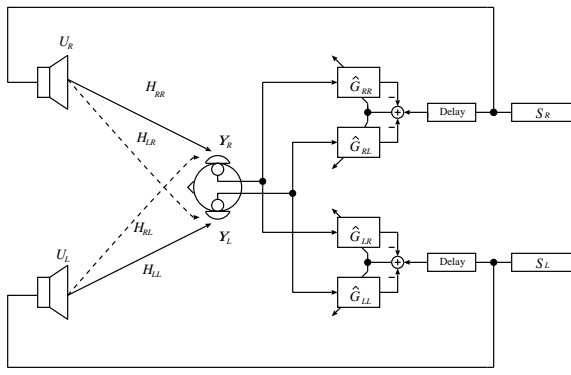 U_R
H_RR
H_LR
Y_R
Ĝ_RR
−
+
Delay
S_R
−
Ĝ_RL
U_L
H_RL
H_LL
Y_L
Ĝ_LR
−
+
Delay
S_L
−
Ĝ_LL